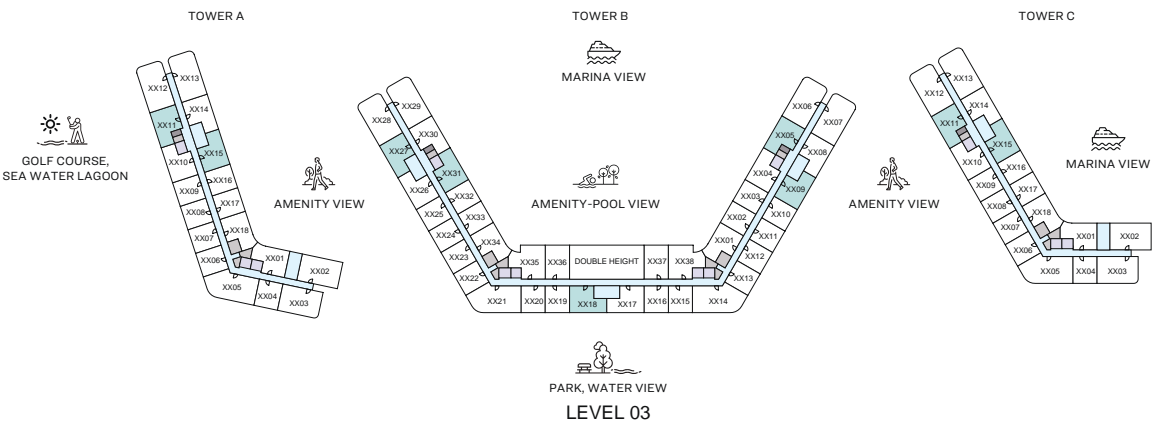 TOWER A
TOWER B
TOWER C
MARINA VIEW
GOLF COURSE,
SEA WATER LAGOON
AMENITY VIEW
AMENITY-POOL VIEW
AMENITY VIEW
MARINA VIEW
XX13
XX12
XX14
XX11
XX15
XX10
XX16
XX09
XX17
XX08
XX18
XX07
XX06
XX01
XX02
XX05
XX04
XX03
XX29
XX28
XX30
XX27
XX31
XX26
XX32
XX25
XX33
XX24
XX34
XX23
XX22
XX35
XX36
DOUBLE HEIGHT
XX37
XX38
XX21
XX20
XX19
XX18
XX17
XX16
XX15
XX14
XX06
XX07
XX05
XX08
XX04
XX09
XX03
XX10
XX02
XX11
XX01
XX12
XX13
XX13
XX12
XX14
XX11
XX15
XX10
XX16
XX09
XX17
XX08
XX18
XX07
XX06
XX01
XX02
XX05
XX04
XX03
PARK, WATER VIEW
LEVEL 03